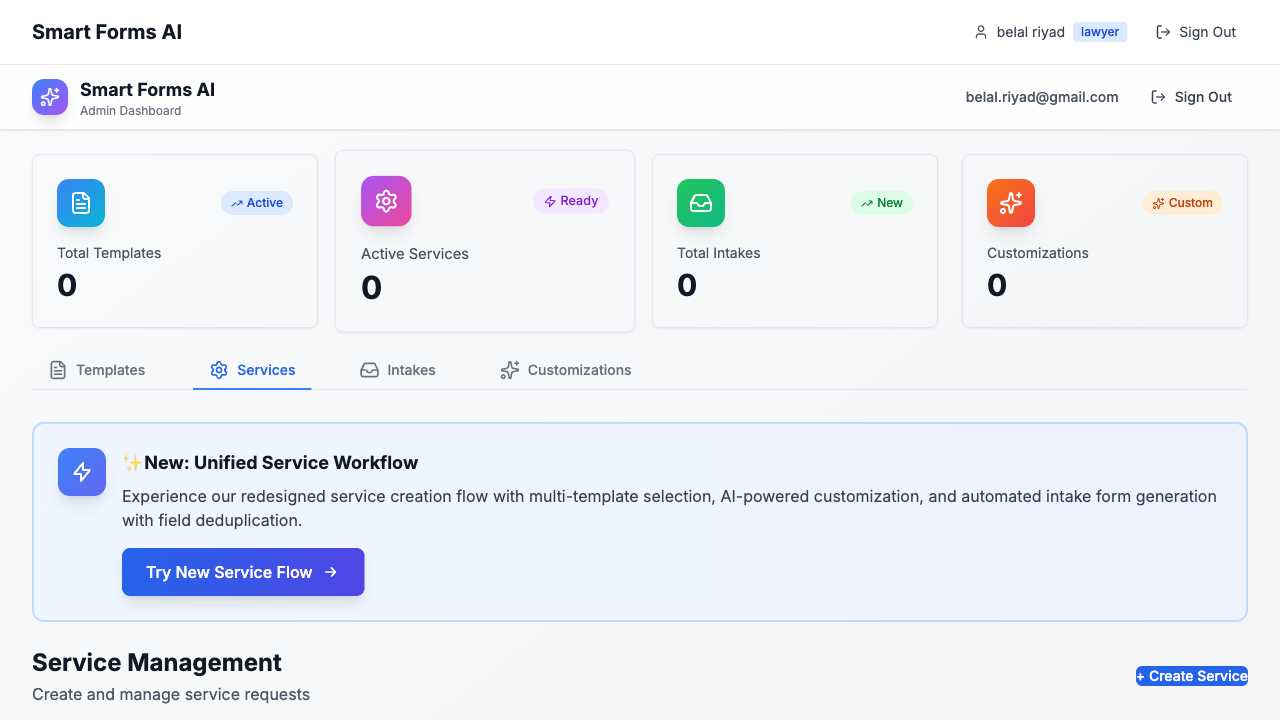 Smart Forms AI
belal riyad lawyer Sign Out
Smart Forms AI
Admin Dashboard
belal.riyad@gmail.com Sign Out
Active
Total Templates
0
Ready
Active Services
0
New
Total Intakes
0
Custom
Customizations
0
Templates Services Intakes Customizations
✨New: Unified Service Workflow
Experience our redesigned service creation flow with multi-template selection, AI-powered customization, and automated intake form generation
with field deduplication.
Try New Service Flow →
Service Management
Create and manage service requests
+ Create Service